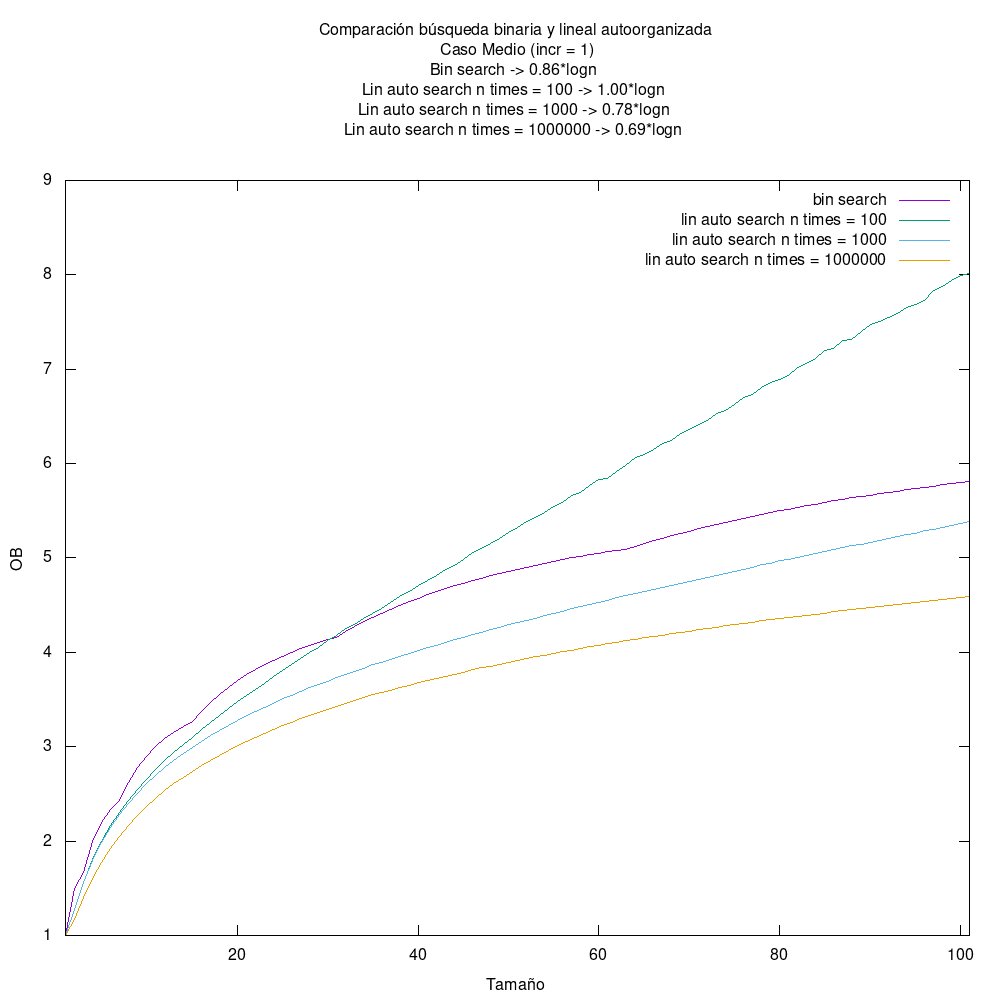 Comparación búsqueda binaria y lineal autoorganizada
Caso Medio (incr = 1)
Bin search -> 0.86*logn
Lin auto search n times = 100 -> 1.00*logn
Lin auto search n times = 1000 -> 0.78*logn
Lin auto search n times = 1000000 -> 0.69*logn
bin search
lin auto search n times = 100
lin auto search n times = 1000
lin auto search n times = 1000000
9
8
7
6
5
4
3
2
1
OB
20 40 60 80 100
Tamaño